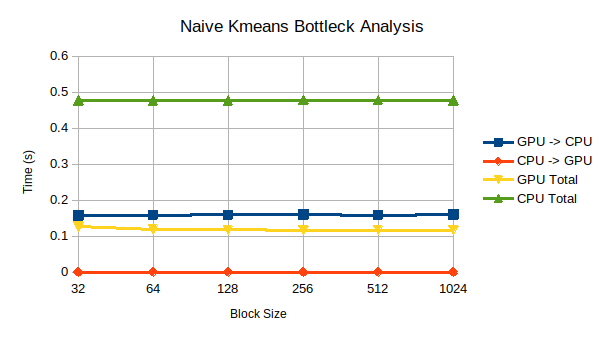 Naive Kmeans Bottleck Analysis
0.6
0.5
0.4
0.3
0.2
0.1
0
Time (s)
32 64 128 256 512 1024
Block Size
GPU -> CPU
CPU -> GPU
GPU Total
CPU Total